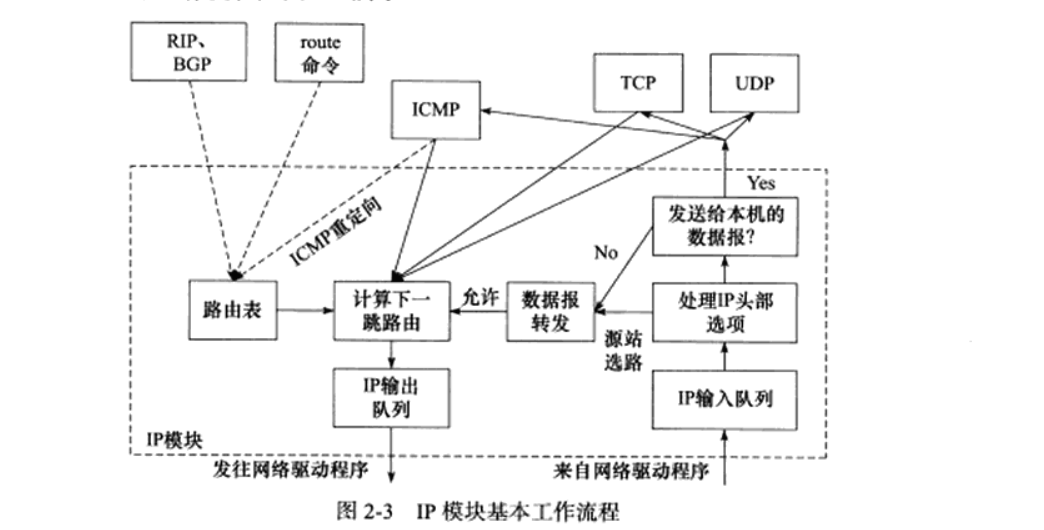 RIP、
BGP
route
命令
ICMP
TCP
UDP
Yes
发送给本机的
数据报?
No
ICMP重定向
路由表
计算下一
跳路由
允许
数据报
转发
处理IP头部
选项
源站
选路
IP输出
队列
IP输入队列
IP模块
发往网络驱动程序
来自网络驱动程序
图 2-3 IP 模块基本工作流程